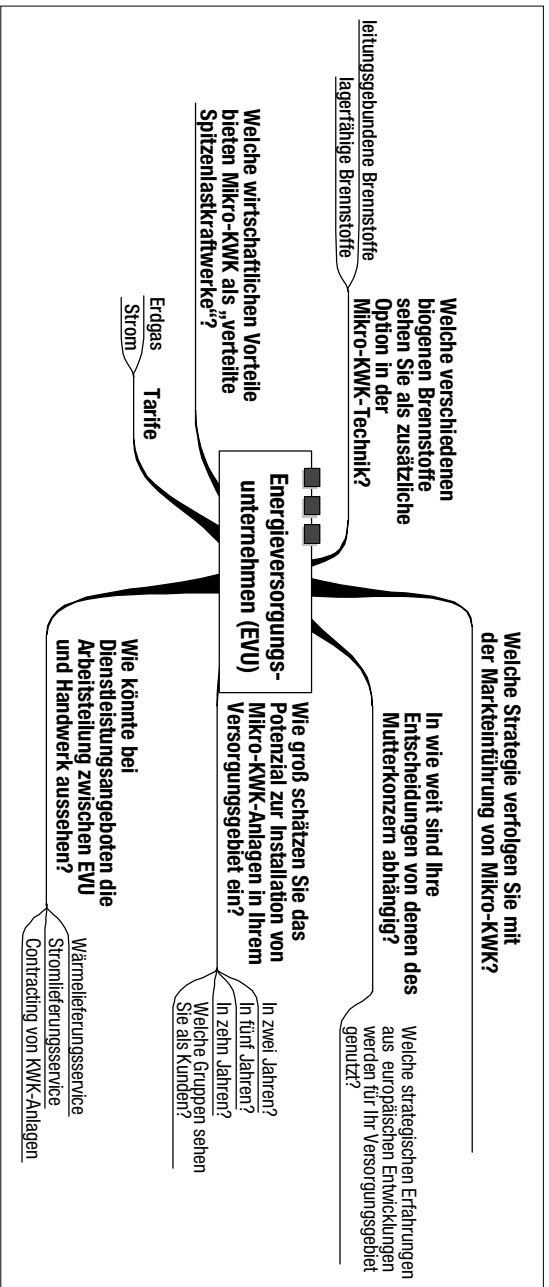 Energieversorgungs-
unternehmen (EVU)
Welche Strategie verfolgen Sie mit
der Markteinführung von Mikro-KWK?
In wie weit sind Ihre
Entscheidungen von denen des
Mutterkonzern abhängig?
Welche strategischen Erfahrungen
aus europäischen Entwicklungen
werden für Ihr Versorgungsgebiet
genutzt?
Wie groß schätzen Sie das
Potenzial zur Installation von
Mikro-KWK-Anlagen in Ihrem
Versorgungsgebiet ein?
In zwei Jahren?
In fünf Jahren?
In zehn Jahren?
Welche Gruppen sehen
Sie als Kunden?
Wie könnte bei
Dienstleistungsangeboten die
Arbeitsteilung zwischen EVU
und Handwerk aussehen?
Wärmelieferungsservice
Stromlieferungsservice
Contracting von KWK-Anlagen
Welche verschiedenen
biogenen Brennstoffe
sehen Sie als zusätzliche
Option in der
Mikro-KWK-Technik?
leitungsgebundene Brennstoffe
lagerfähige Brennstoffe
Welche wirtschaftlichen Vorteile
bieten Mikro-KWK als „verteilte
Spitzenlastkraftwerke“?
Tarife
Erdgas
Strom